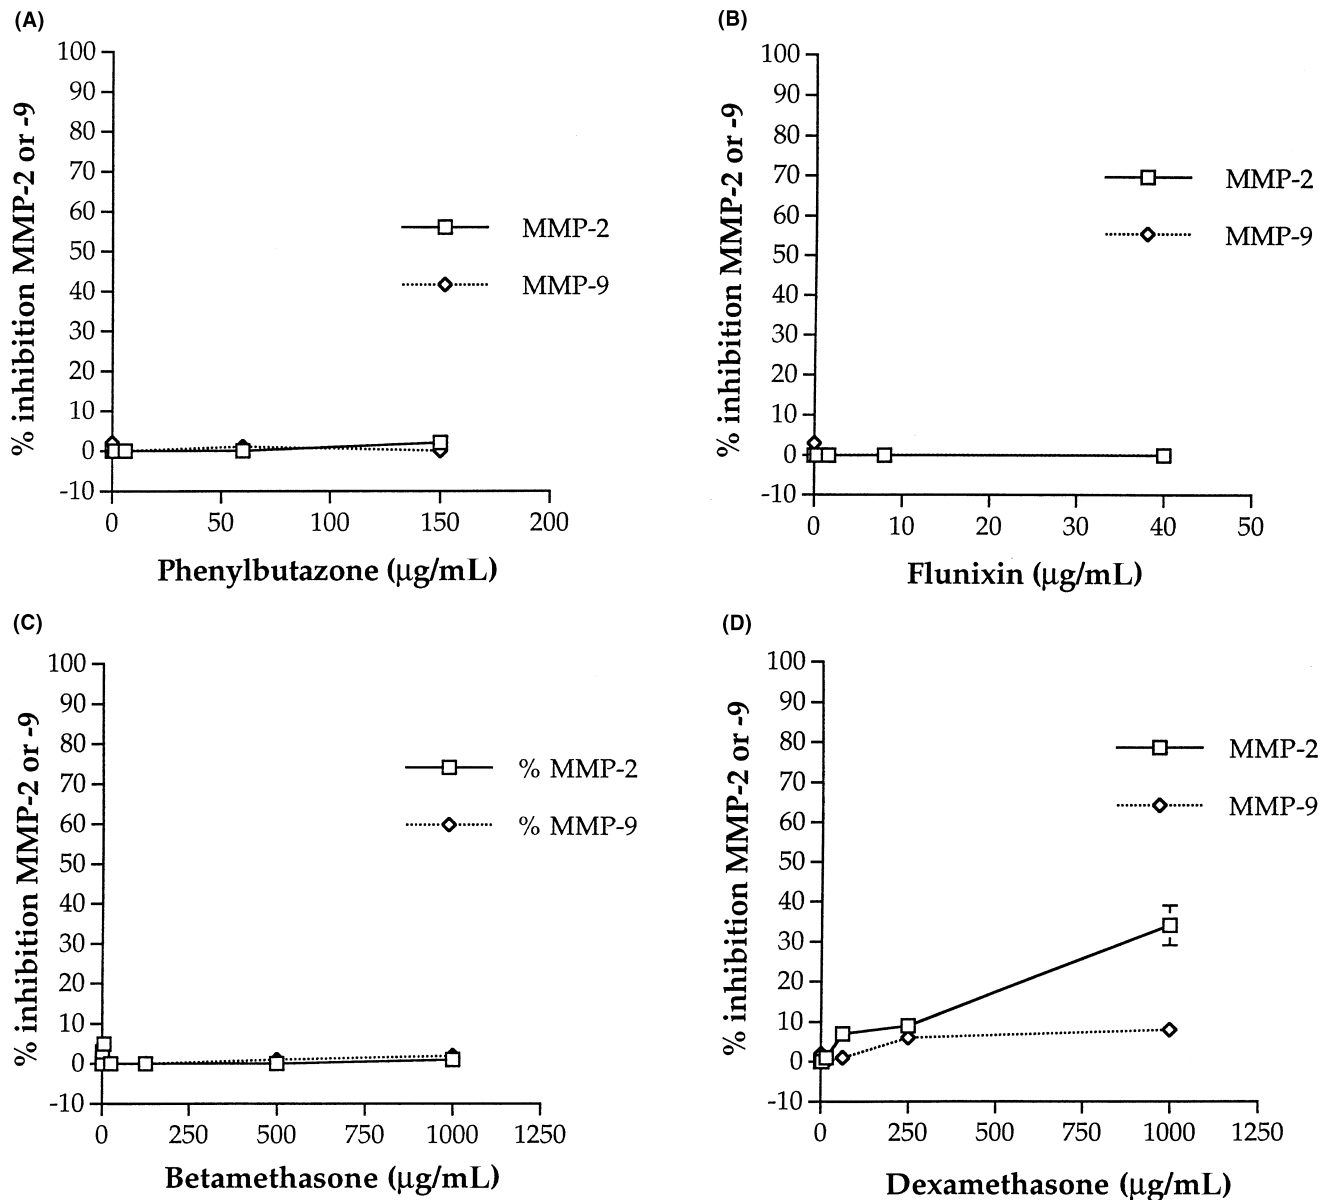 (A)
100
90
80
70
60
50
40
30
20
10
0
-10
% inhibition MMP-2 or -9
MMP-2
MMP-9
0 50 100 150 200
Phenylbutazone (μg/mL)
(B)
100
90
80
70
60
50
40
30
20
10
0
-10
% inhibition MMP-2 or -9
MMP-2
MMP-9
0 10 20 30 40 50
Flunixin (μg/mL)
(C)
100
90
80
70
60
50
40
30
20
10
0
-10
% inhibition MMP-2 or -9
% MMP-2
% MMP-9
0 250 500 750 1000 1250
Betamethasone (μg/mL)
(D)
100
90
80
70
60
50
40
30
20
10
0
-10
% inhibition MMP-2 or -9
MMP-2
MMP-9
0 250 500 750 1000 1250
Dexamethasone (μg/mL)